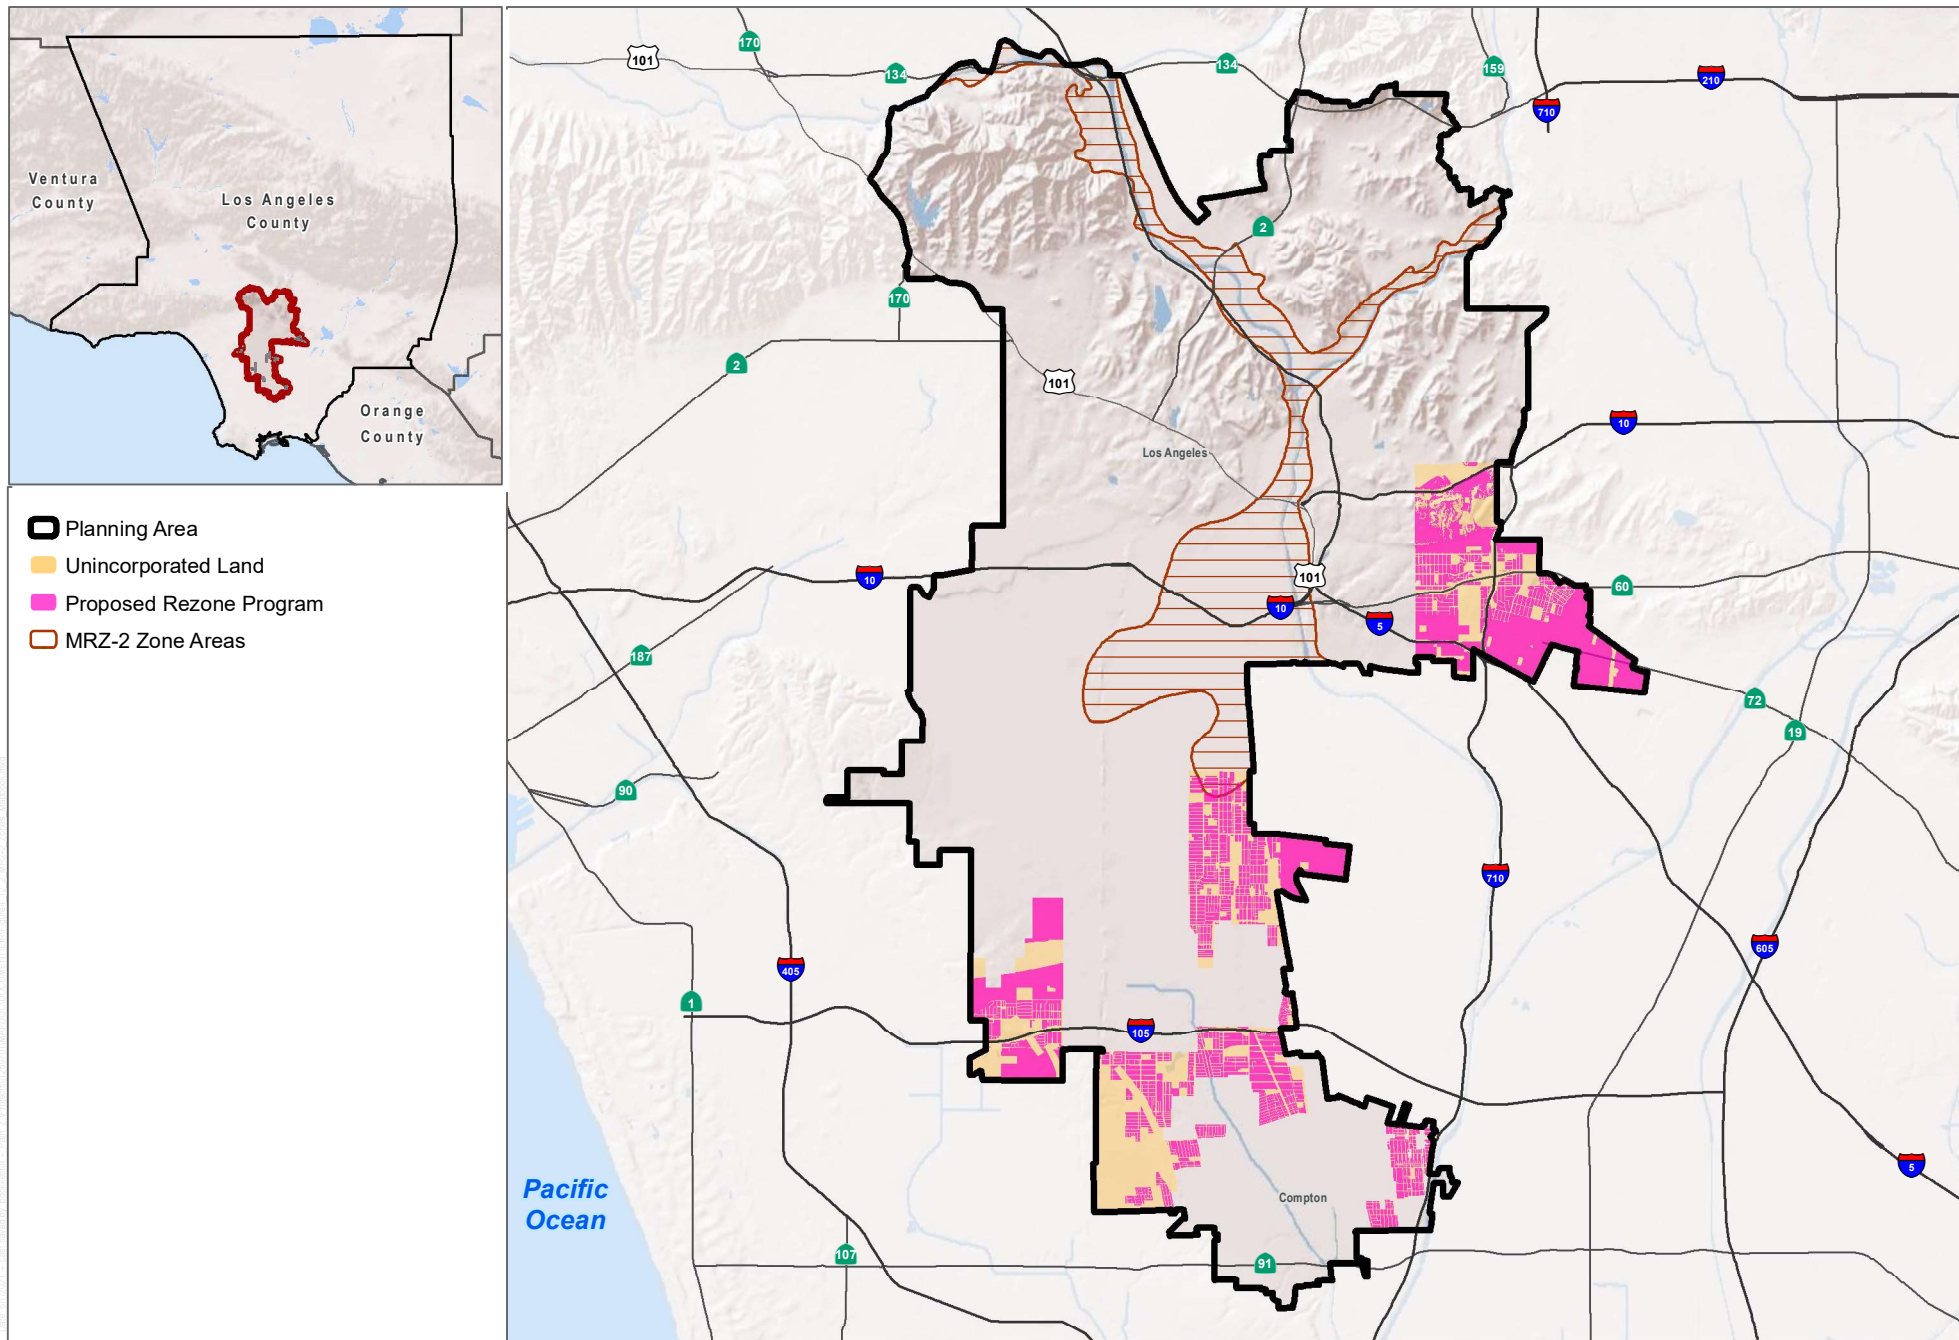 Ventura
County
Los Angeles
County
Orange
County
Planning Area
Unincorporated Land
Proposed Rezone Program
MRZ-2 Zone Areas
101
170
134
134
159
210
710
2
170
2
101
10
Los Angeles
101
10
10
5
60
187
72
19
90
710
605
405
1
105
5
Pacific
Ocean
Compton
107
91